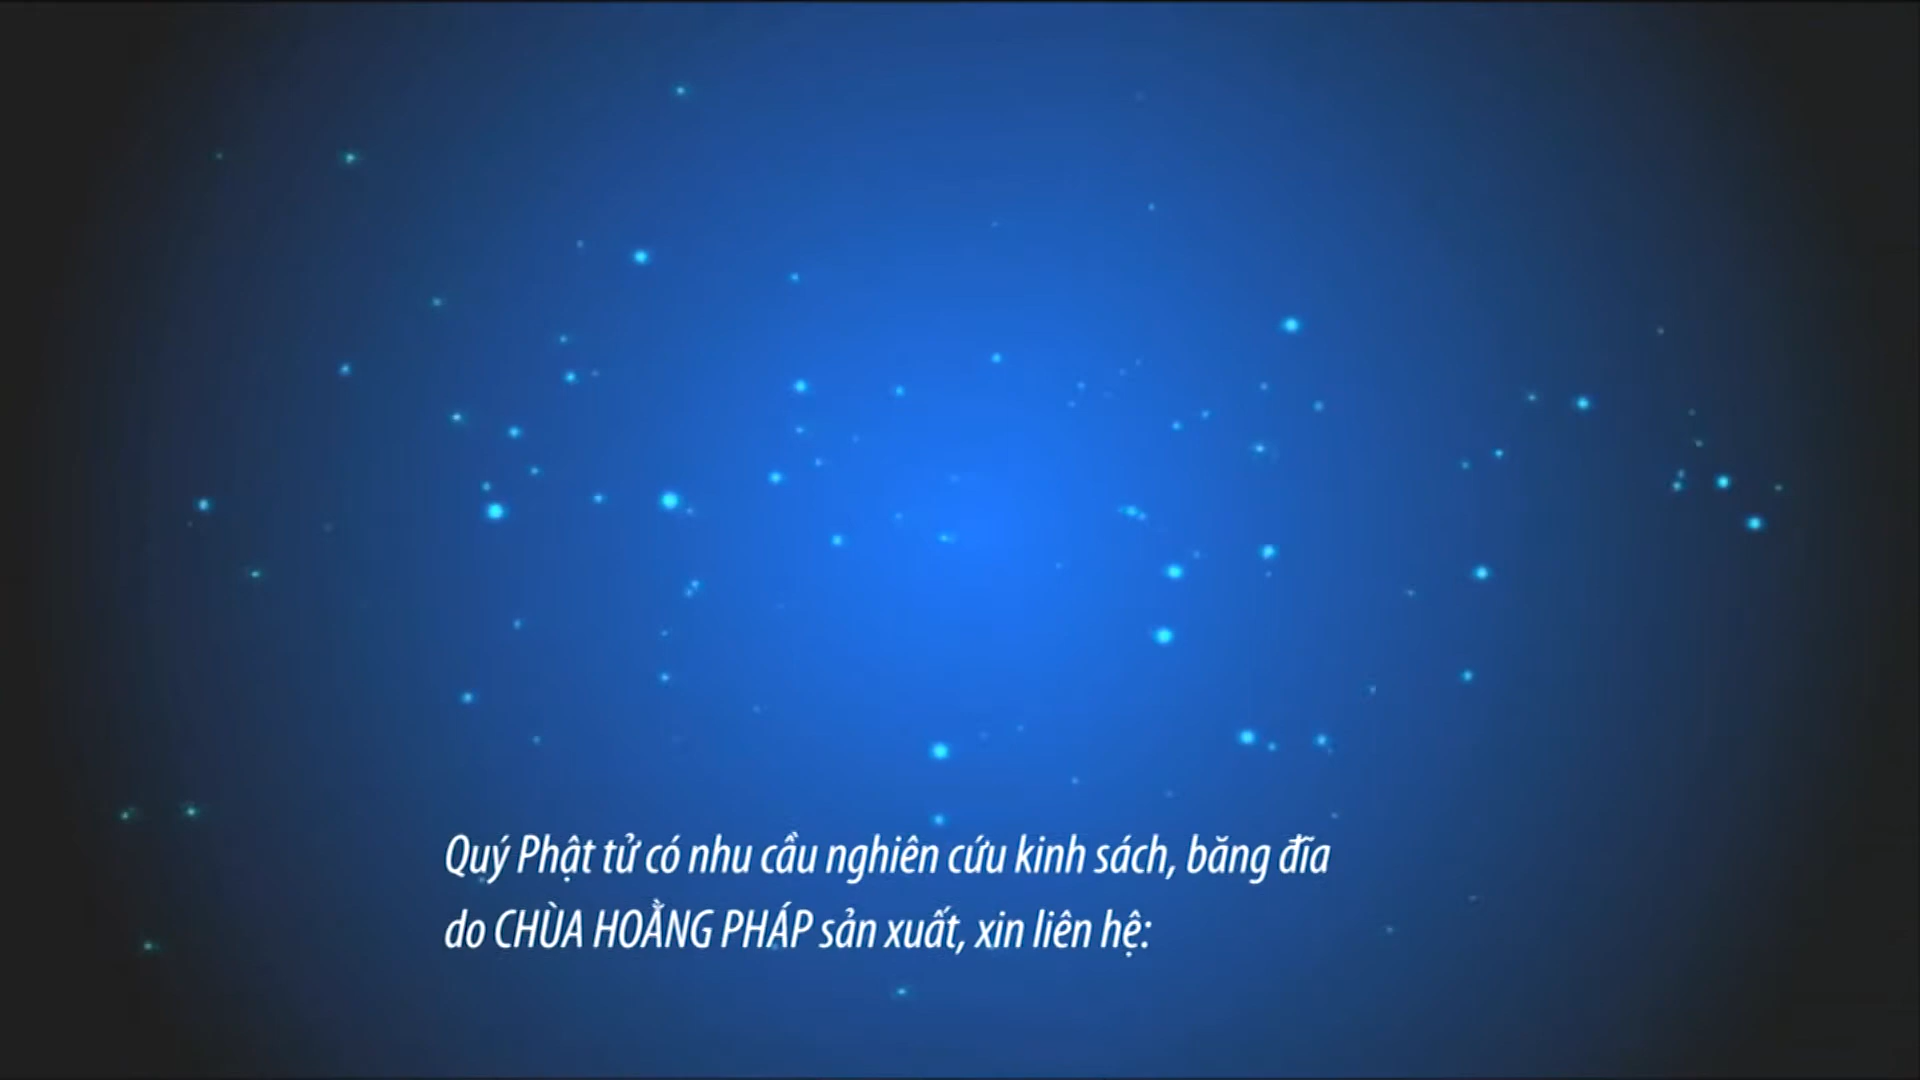 Quý Phật tử có nhu cầu nghiên cứu kinh sách, băng đĩa
do CHÙA HOẰNG PHÁP sản xuất, xin liên hệ: